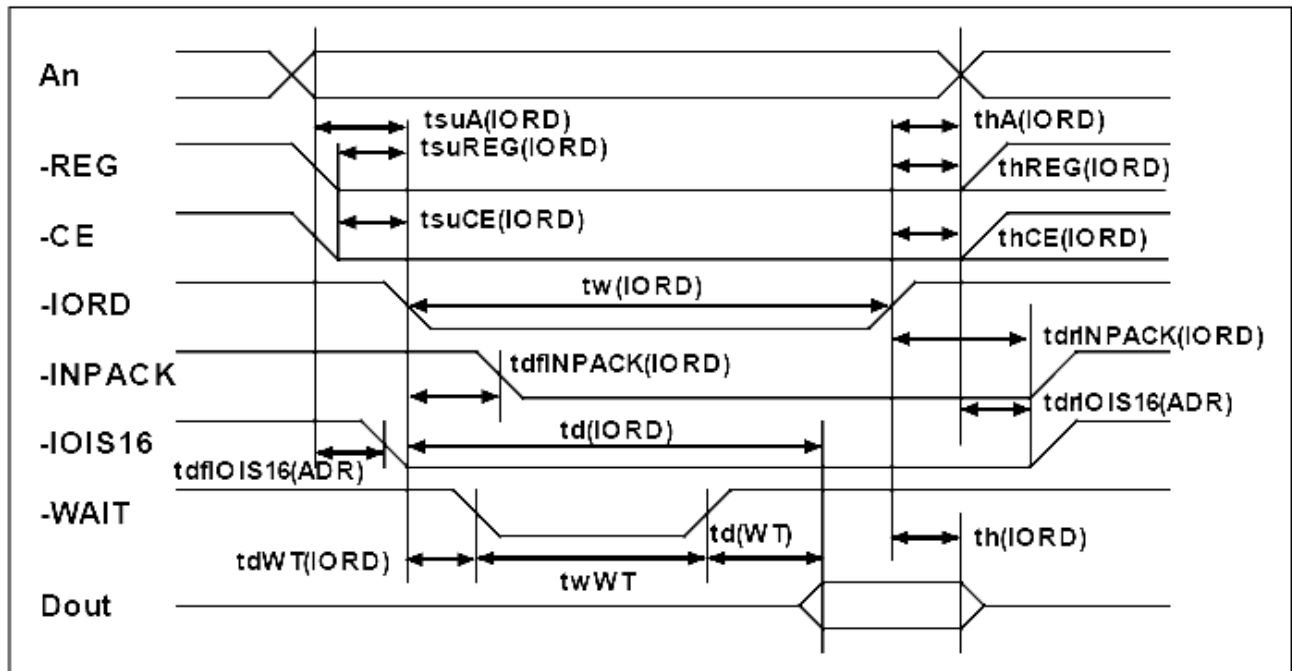 An
tsuA(IORD)
thA(IORD)
tsuREG(IORD)
-REG
thREG(IORD)
tsuCE(IORD)
-CE
thCE(IORD)
-IORD
tw(IORD)
tdrINPACK(IORD)
-INPACK
tdfINPACK(IORD)
tdrIOIS16(ADR)
-IOIS16
td(IORD)
tdfIOIS16(ADR)
-WAIT
td(WT)
th(IORD)
tdWT(IORD)
twWT
Dout